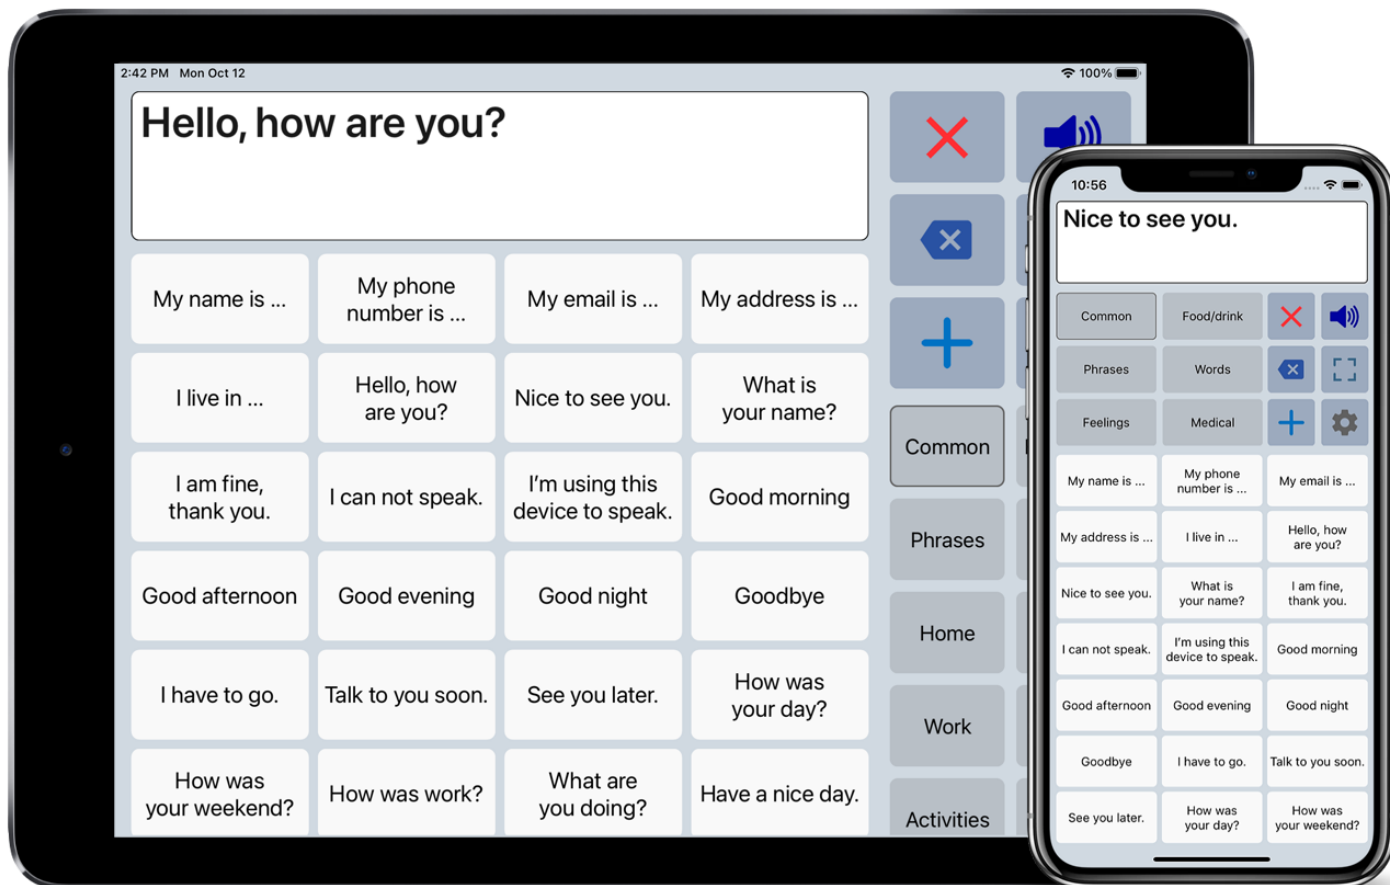 2:42 PM Mon Oct 12
100%
Hello, how are you?
My name is ...
My phone
number is ...
My email is ...
My address is ...
I live in ...
Hello, how
are you?
Nice to see you.
What is
your name?
I am fine,
thank you.
I can not speak.
I’m using this
device to speak.
Good morning
Good afternoon
Good evening
Good night
Goodbye
I have to go.
Talk to you soon.
See you later.
How was
your day?
How was
your weekend?
How was work?
What are
you doing?
Have a nice day.
Common
Phrases
Home
Work
Activities
10:56
Nice to see you.
Common
Food/drink
Phrases
Words
Feelings
Medical
My name is ...
My phone
number is ...
My email is ...
My address is ...
I live in ...
Hello, how
are you?
Nice to see you.
What is
your name?
I am fine,
thank you.
I can not speak.
I’m using this
device to speak.
Good morning
Good afternoon
Good evening
Good night
Goodbye
I have to go.
Talk to you soon.
See you later.
How was
your day?
How was
your weekend?